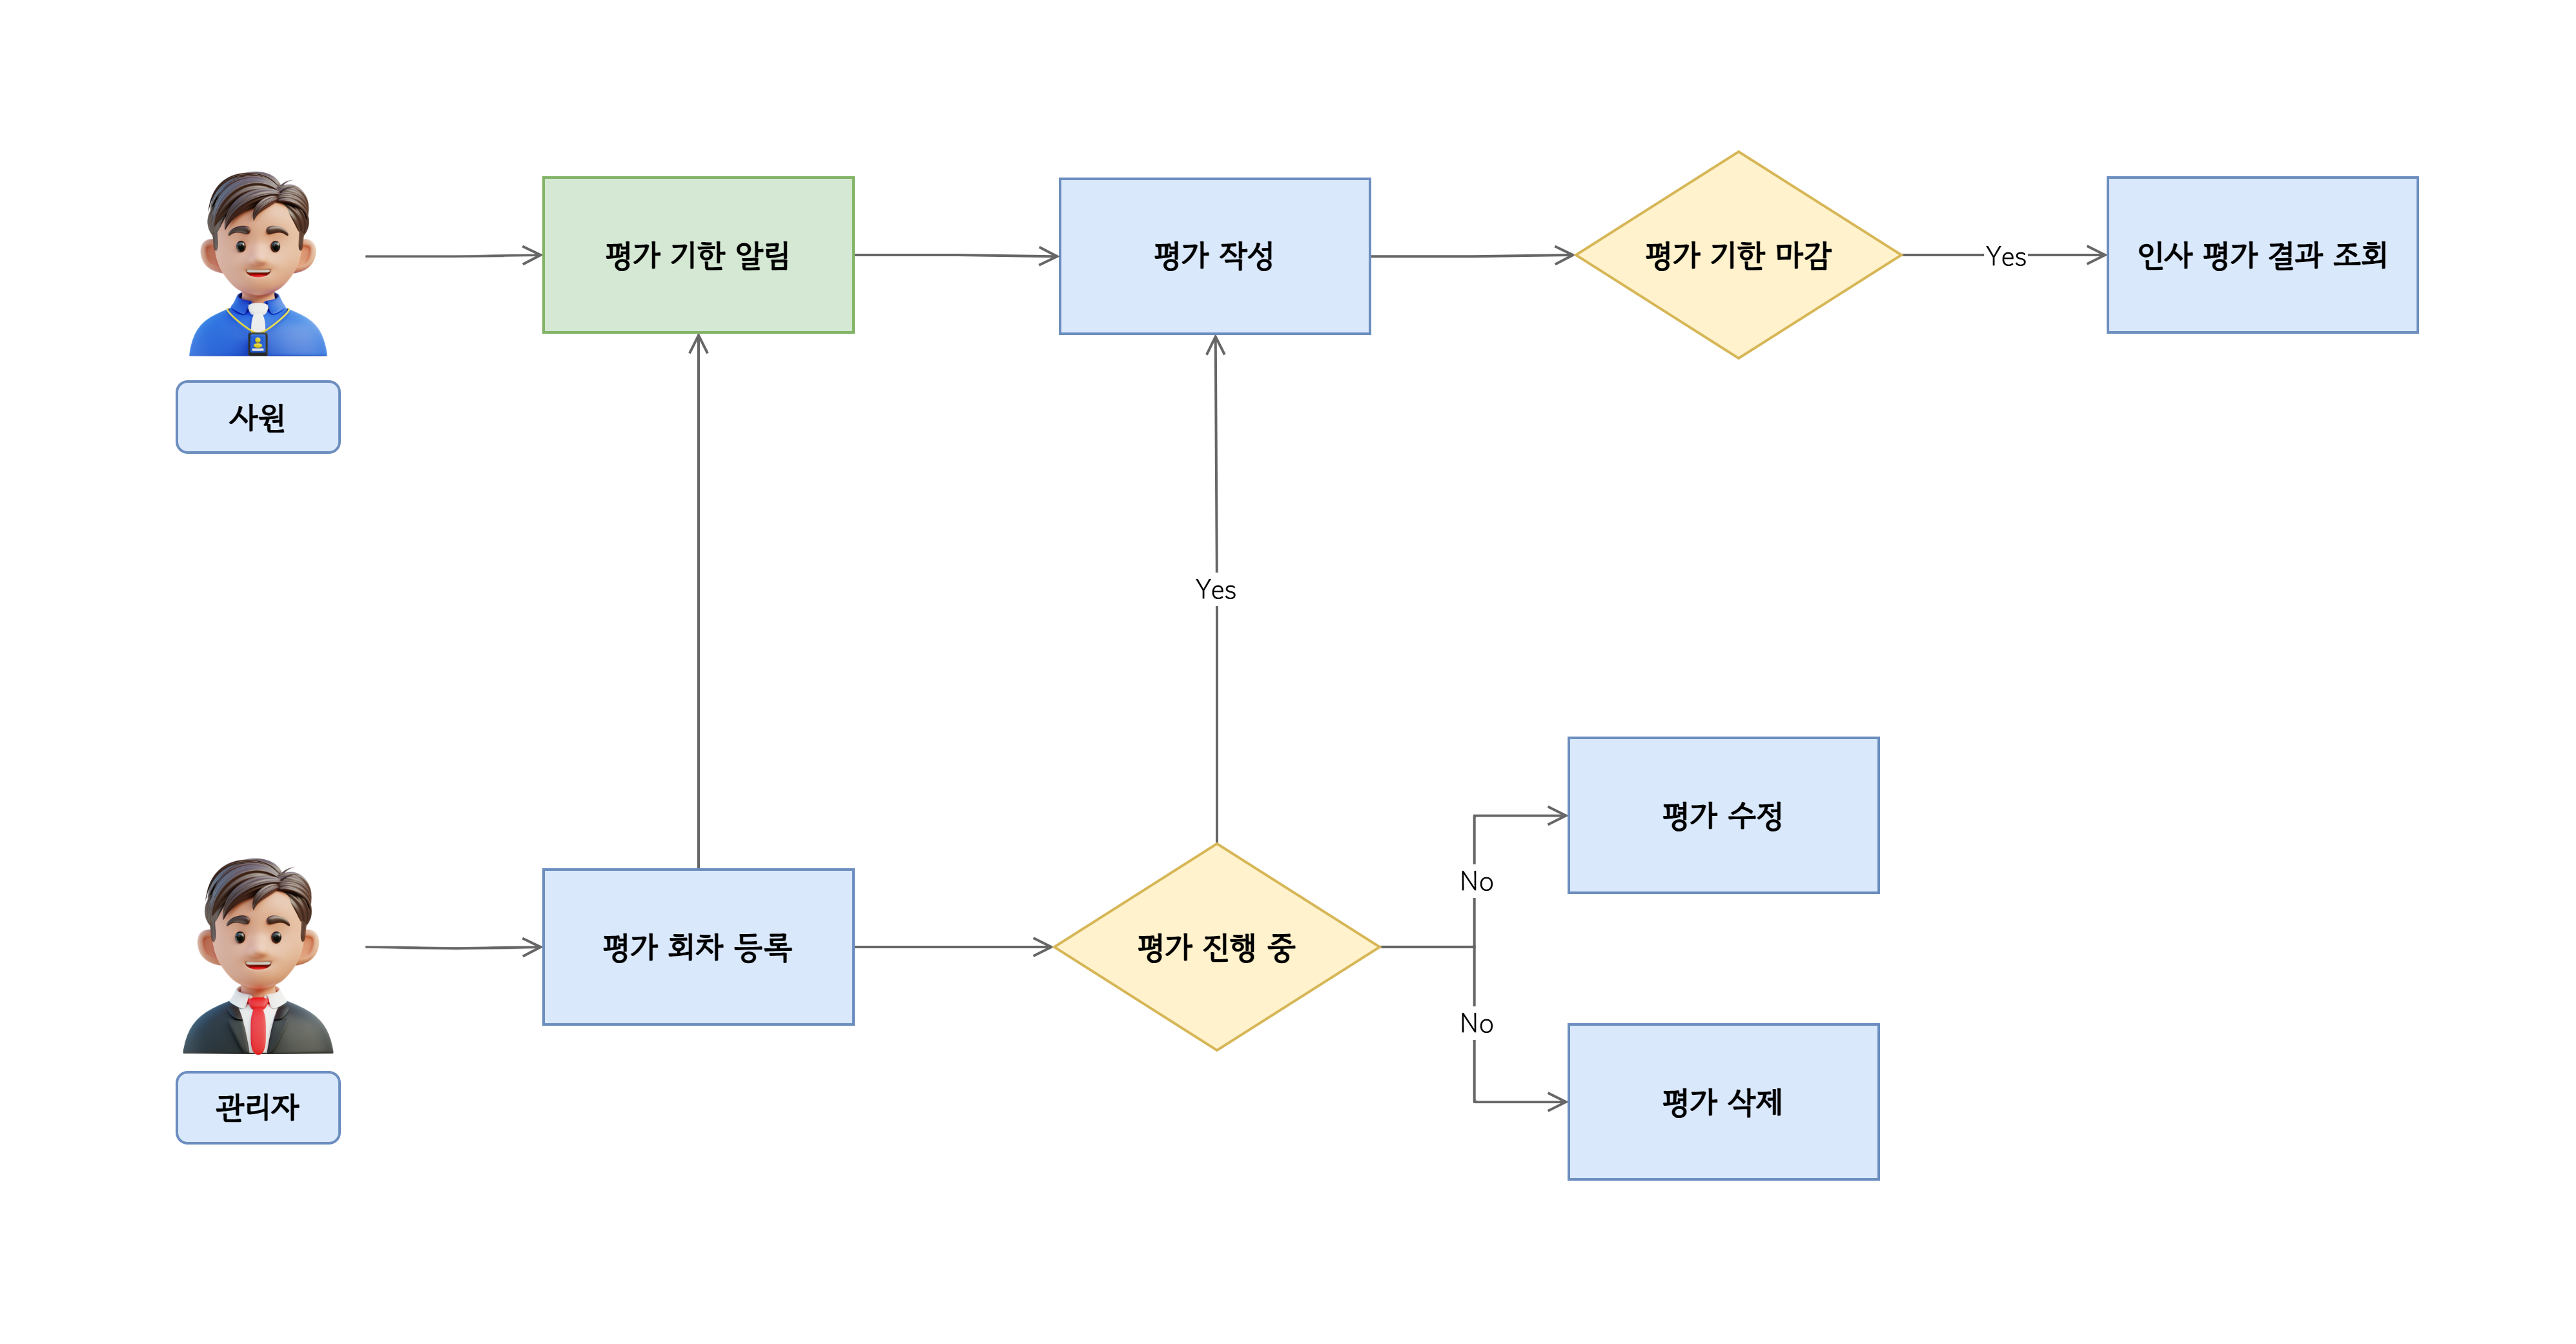 평가 기한 알림
평가 작성
평가 기한 마감
Yes
인사 평가 결과 조회
사원
Yes
평가 수정
No
평가 회차 등록
평가 진행 중
No
관리자
평가 삭제